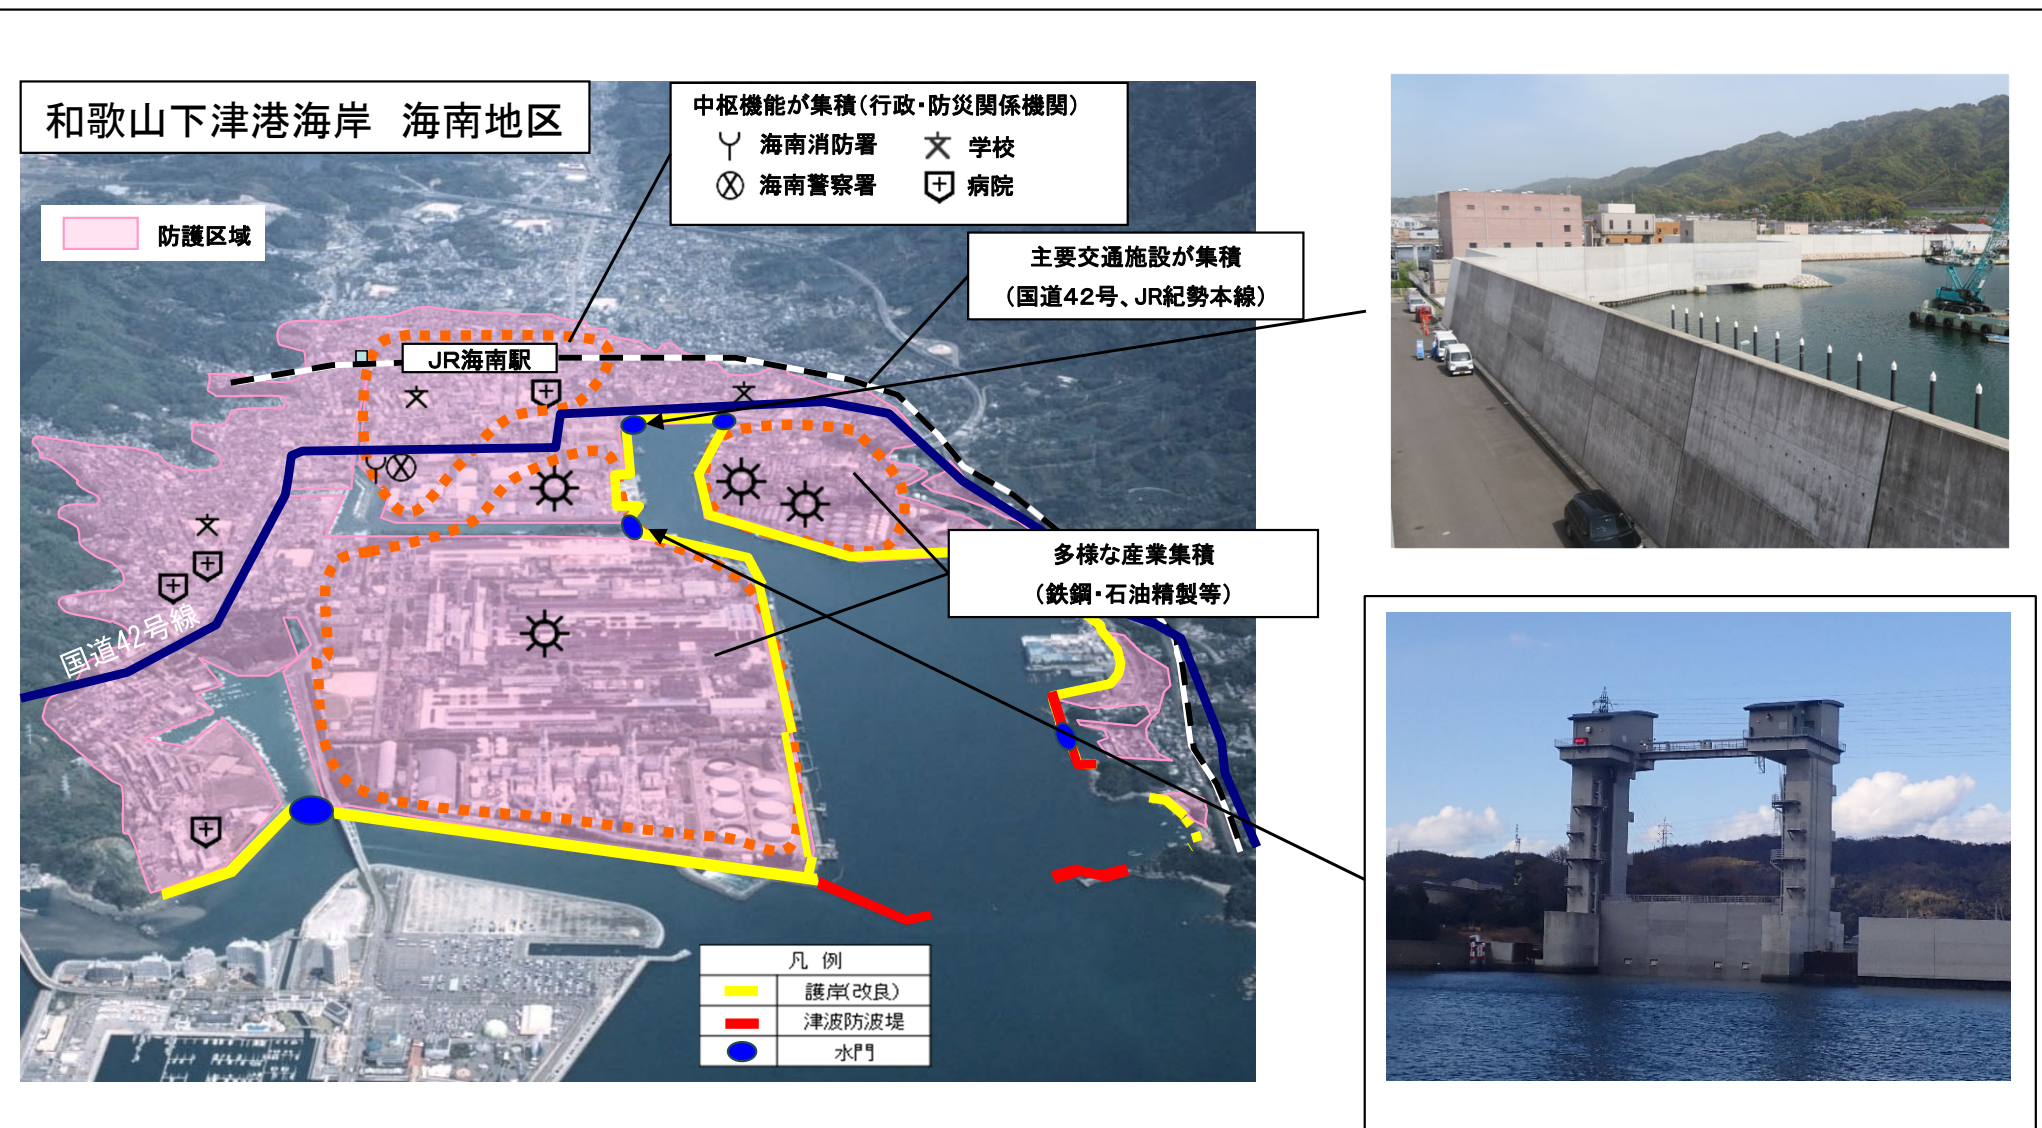 和歌山下津港海岸　海南地区
中枢機能が集積（行政・防災関係機関）
海南消防署
学校
海南警察署
病院
防護区域
主要交通施設が集積
（国道４２号、JR紀勢本線）
JR海南駅
多様な産業集積
（鉄鋼・石油精製等）
国道42号線
凡 例
護岸（改良）
津波防波堤
水門